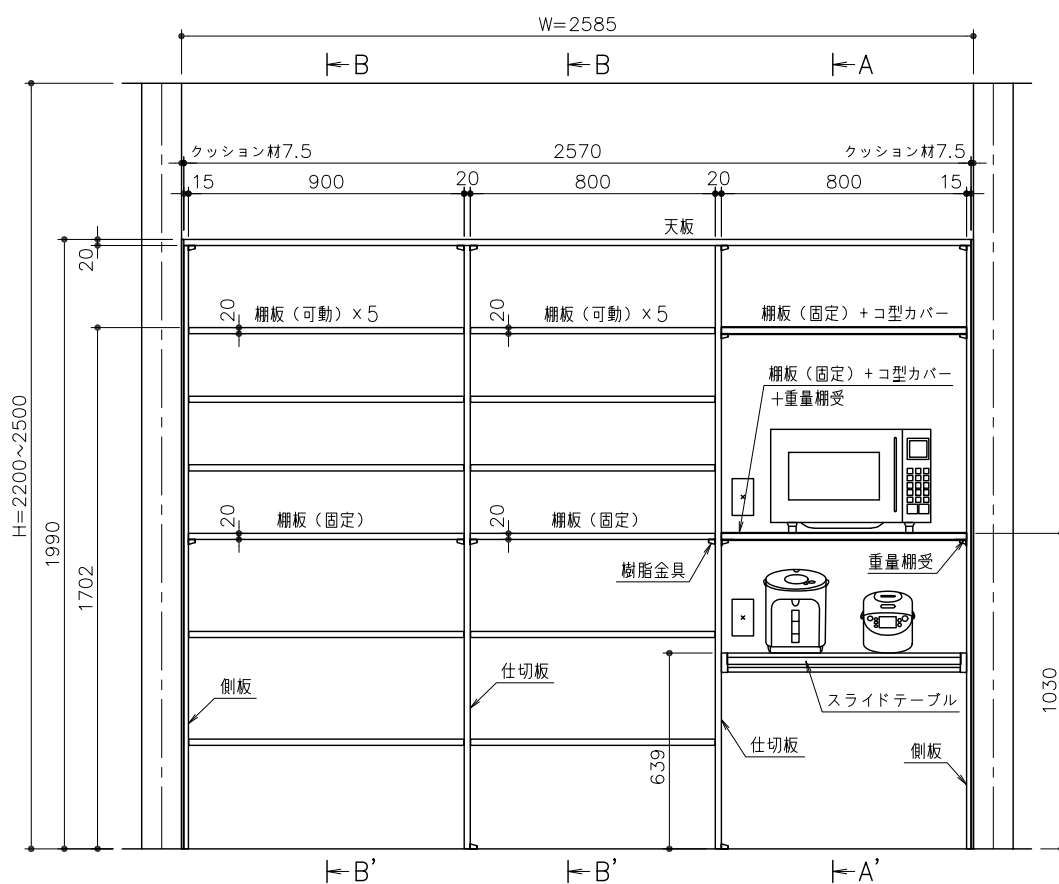 W=2585
B
B
A
クッション材7.5
2570
クッション材7.5
15
900
20
800
20
800
15
天板
20
20
棚板（可動）×5
20
棚板（可動）×5
棚板（固定）+コ型カバー
棚板（固定）+コ型カバー
+重量棚受
H=2200~2500
1990
1702
20
棚板（固定）
20
棚板（固定）
樹脂金具
重量棚受
側板
仕切板
スライドテーブル
639
仕切板
側板
1030
B'
B'
A'